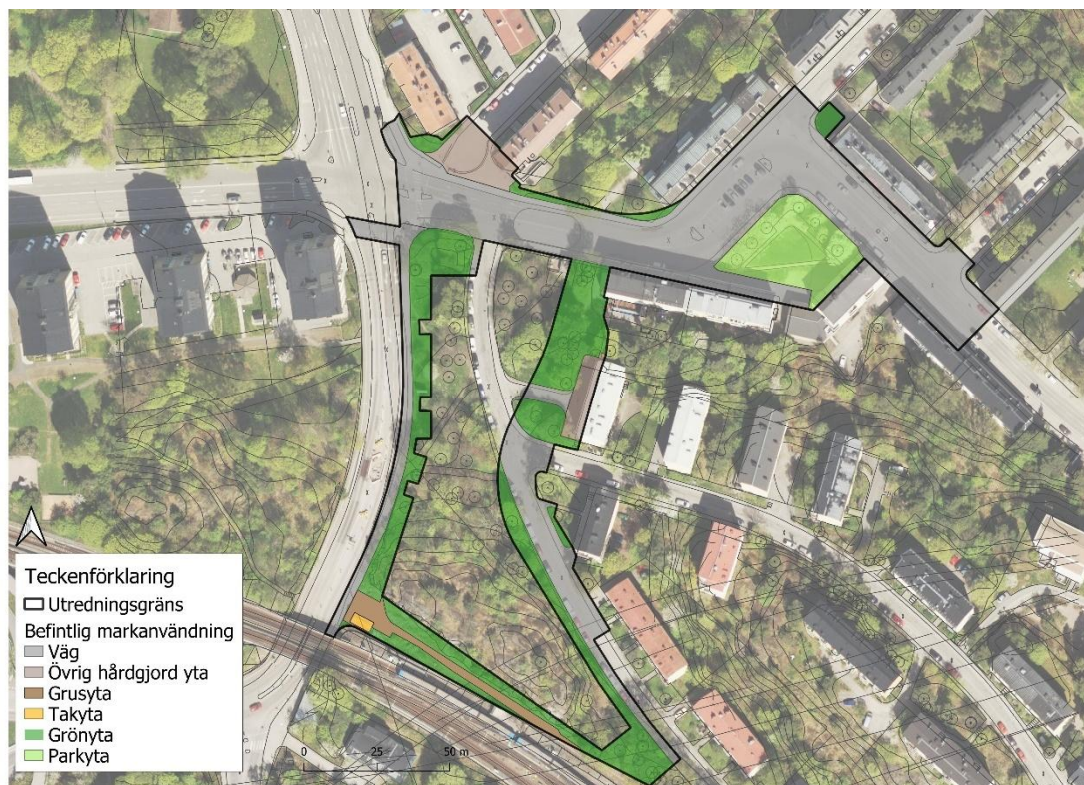 Teckenförklaring
Utredningsgräns
Befintlig markanvändning
Väg
Övrig hårdgjord yta
Grusyta
Takyta
Grönyta
Parkyta
0 25 50 m